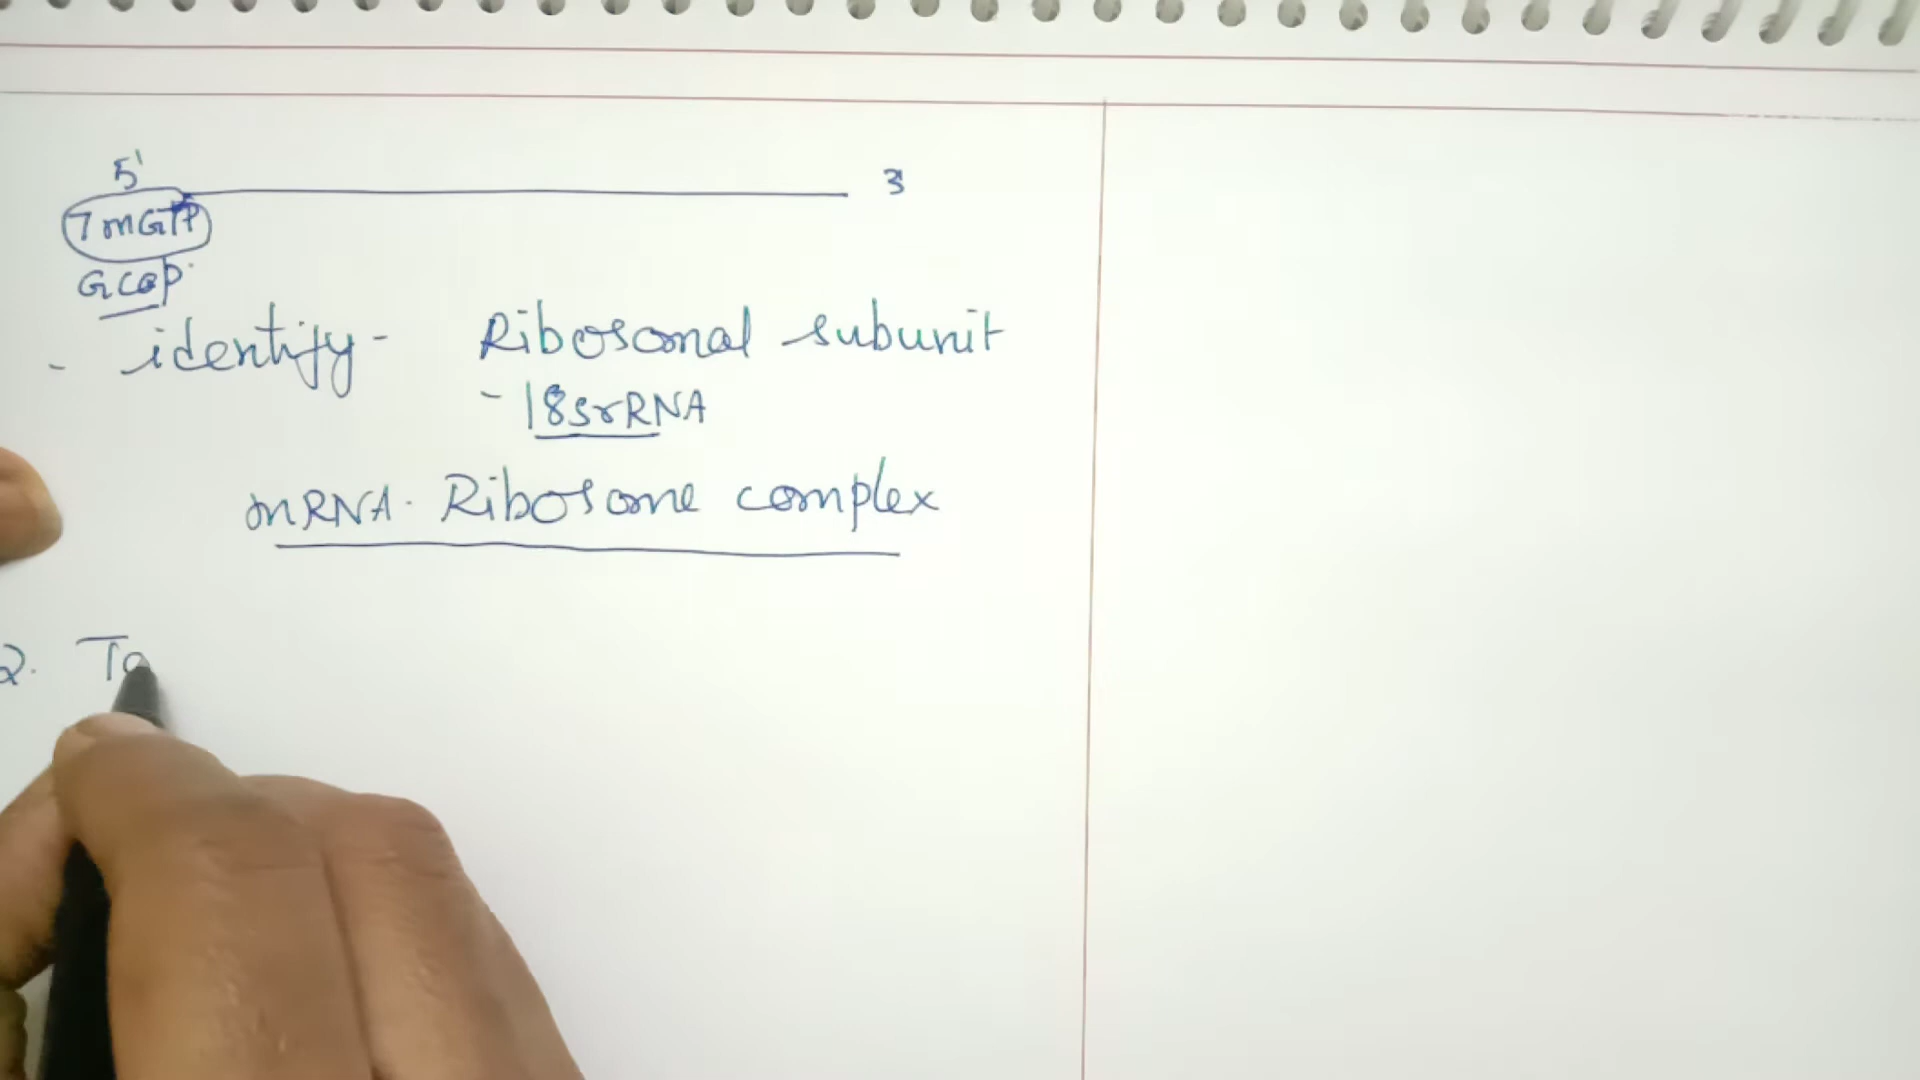 5' 3
7mGTP
Gcap
- identify - Ribosomal subunit
- 18srRNA
mRNA. Ribosome complex
2. To